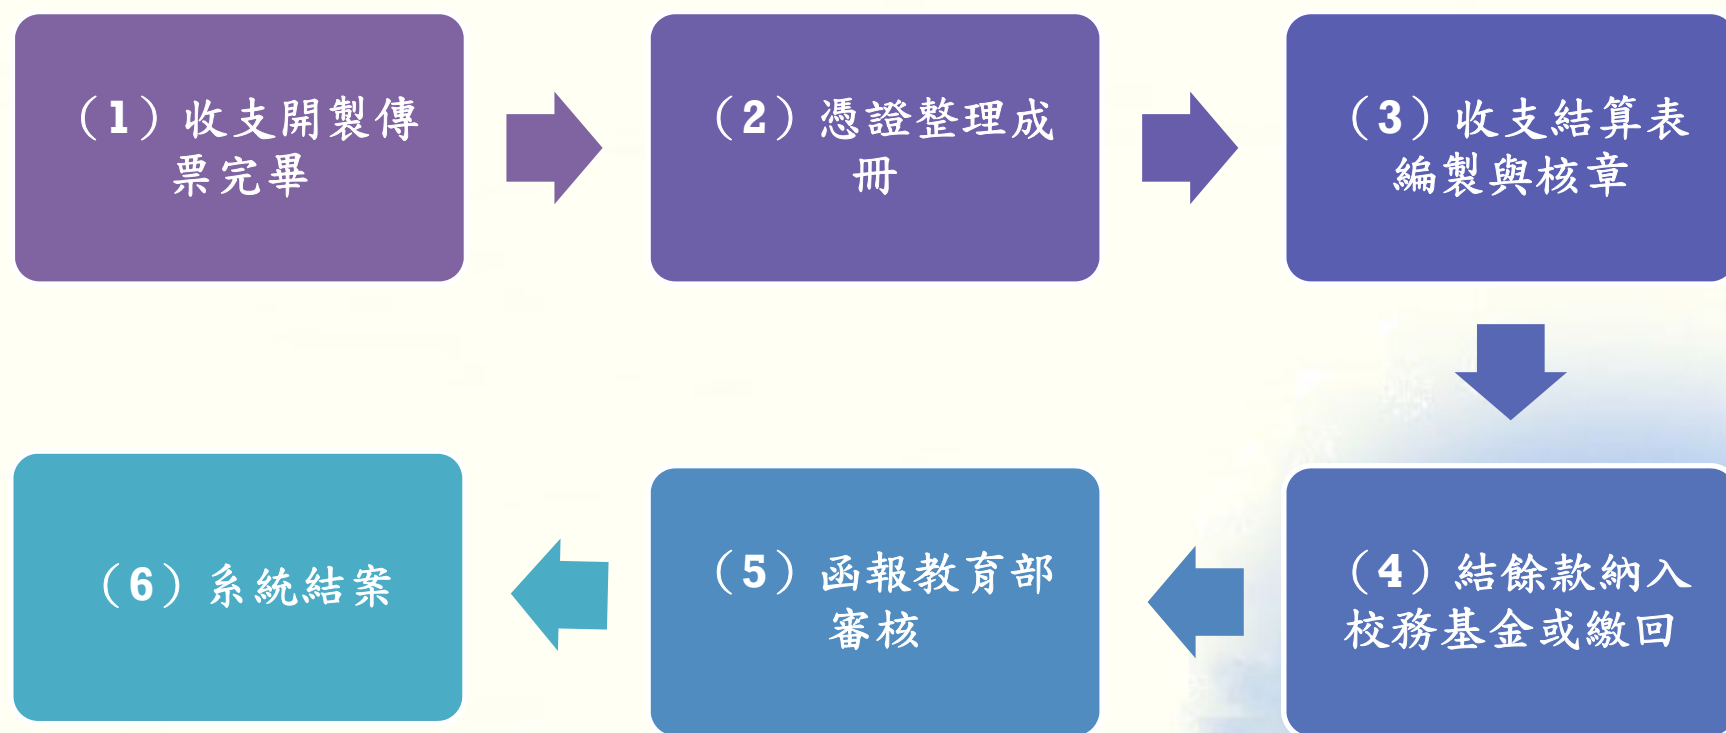 （1）收支開製傳
票完畢
（2）憑證整理成
冊
（3）收支結算表
編製與核章
（4）結餘款納入
校務基金或繳回
（5）函報教育部
審核
（6）系統結案